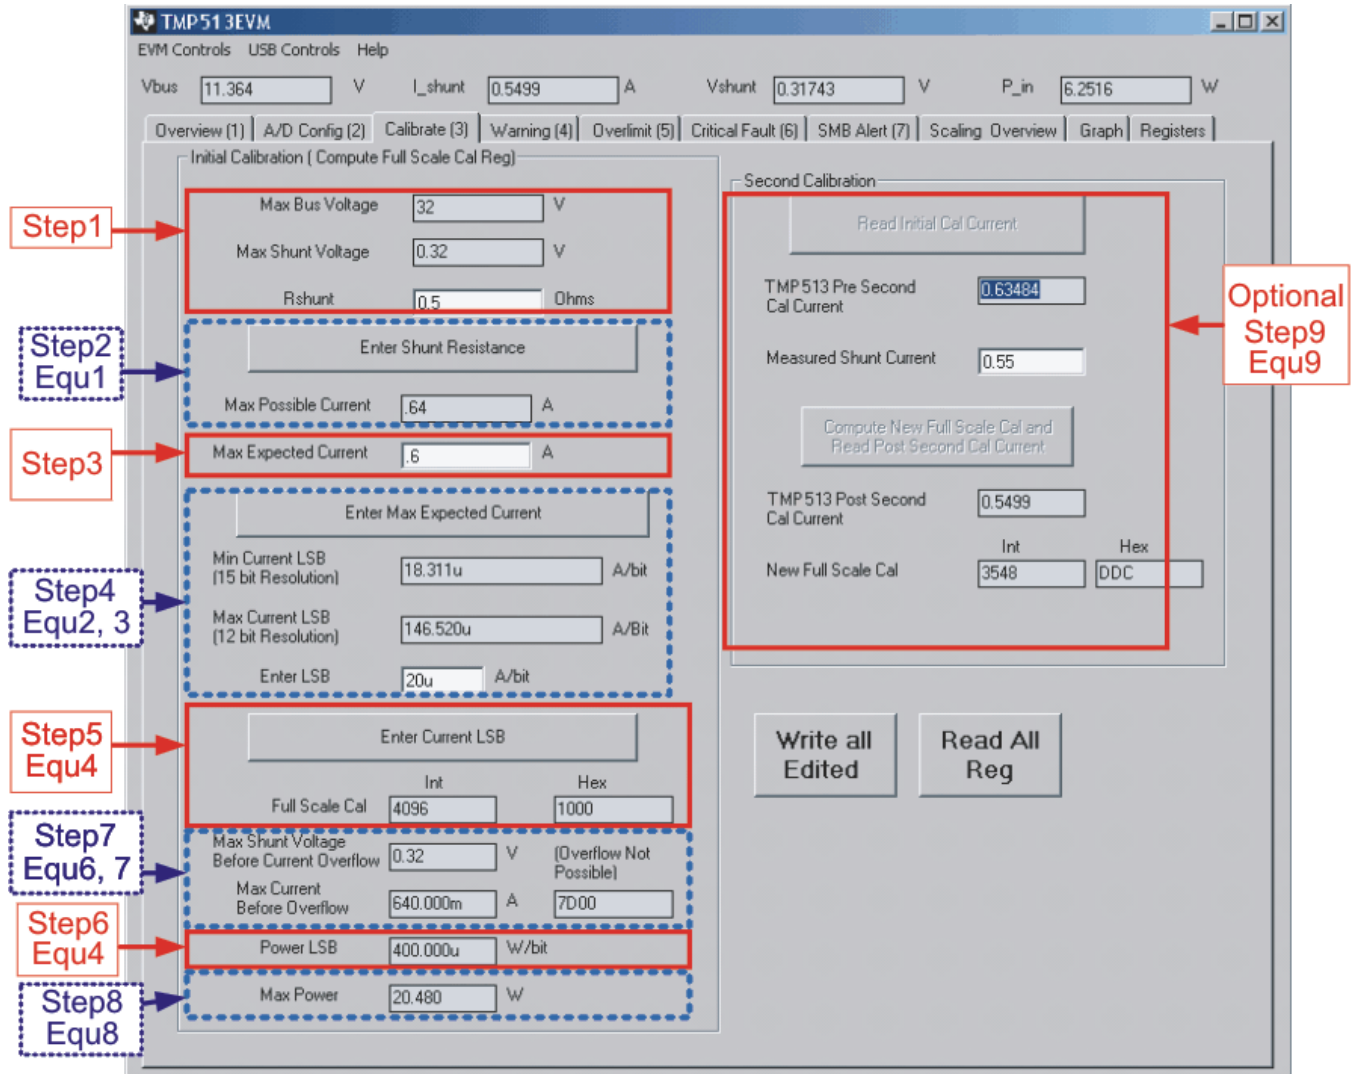 TMP513EVM
EVM Controls USB Controls Help
Vbus 11.364 V I_shunt 0.5499 A Vshunt 0.31743 V P_in 6.2516 W
Overview (1) A/D Config (2) Calibrate (3) Warning (4) Overlimit (5) Critical Fault (6) SMB Alert (7) Scaling Overview Graph Registers
Initial Calibration ( Compute Full Scale Cal Reg)
Step1
Max Bus Voltage 32 V
Max Shunt Voltage 0.32 V
Rshunt 0.5 Ohms
Step2
Equ1
Enter Shunt Resistance
Max Possible Current .64 A
Step3
Max Expected Current .6 A
Step4
Equ2, 3
Enter Max Expected Current
Min Current LSB
(15 bit Resolution) 18.311u A/bit
Max Current LSB
(12 bit Resolution) 146.520u A/Bit
Enter LSB 20u A/bit
Step5
Equ4
Enter Current LSB
Int Hex
Full Scale Cal 4096 1000
Step7
Equ6, 7
Max Shunt Voltage
Before Current Overflow 0.32 V (Overflow Not
Possible)
Max Current
Before Overflow 640.000m A 7D00
Step6
Equ4
Power LSB 400.000u W/bit
Step8
Equ8
Max Power 20.480 W
Second Calibration
Read Initial Cal Current
TMP513 Pre Second
Cal Current 0.63484
Measured Shunt Current 0.55
Compute New Full Scale Cal and
Read Post Second Cal Current
TMP513 Post Second
Cal Current 0.5499
Int Hex
New Full Scale Cal 3548 DDC
Optional
Step9
Equ9
Write all
Edited
Read All
Reg